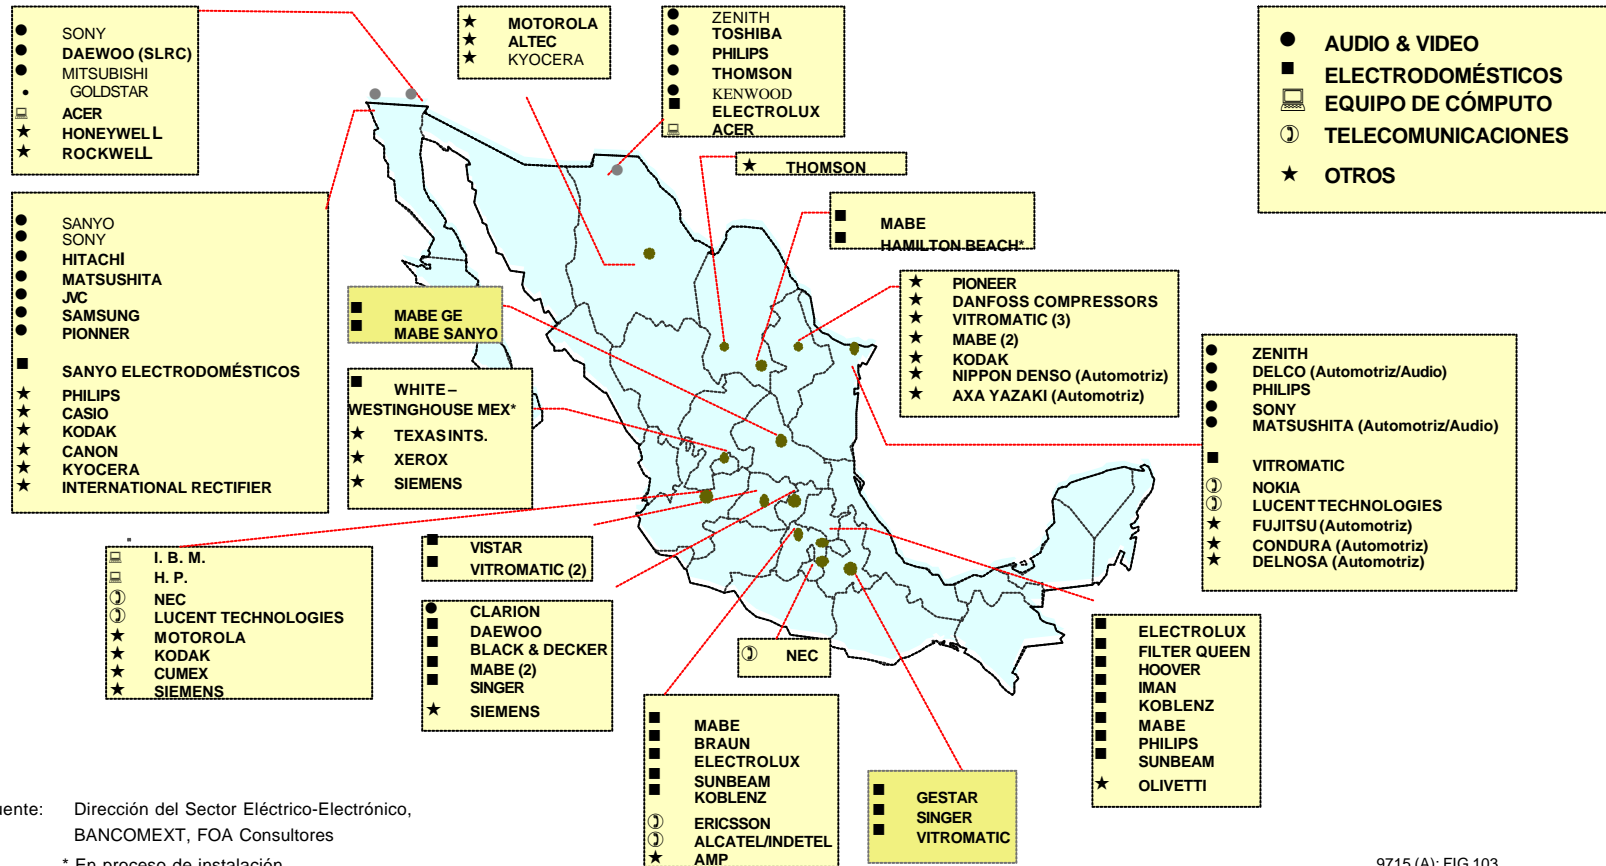 SONY
DAEWOO (SLRC)
MITSUBISHI
GOLDSTAR
ACER
HONEYWELL
ROCKWELL
MOTOROLA
ALTEC
KYOCERA
ZENITH
TOSHIBA
PHILIPS
THOMSON
KENWOOD
ELECTROLUX
ACER
AUDIO & VIDEO
ELECTRODOMÉSTICOS
EQUIPO DE CÓMPUTO
TELECOMUNICACIONES
OTROS
THOMSON
SANYO
SONY
HITACHI
MATSUSHITA
JVC
SAMSUNG
PIONNER
SANYO ELECTRODOMÉSTICOS
PHILIPS
CASIO
KODAK
CANON
KYOCERA
INTERNATIONAL RECTIFIER
MABE
HAMILTON BEACH*
MABE GE
MABE SANYO
PIONEER
DANFOSS COMPRESSORS
VITROMATIC (3)
MABE (2)
KODAK
NIPPON DENSO (Automotriz)
AXA YAZAKI (Automotriz)
WHITE–
WESTINGHOUSE MEX*
TEXAS INTS.
XEROX
SIEMENS
ZENITH
DELCO (Automotriz/Audio)
PHILIPS
SONY
MATSUSHITA (Automotriz/Audio)
VITROMATIC
NOKIA
LUCENT TECHNOLOGIES
FUJITSU (Automotriz)
CONDURA (Automotriz)
DELNOSA (Automotriz)
I. B. M.
H. P.
NEC
LUCENT TECHNOLOGIES
MOTOROLA
KODAK
CUMEX
SIEMENS
VISTAR
VITROMATIC (2)
CLARION
DAEWOO
BLACK & DECKER
MABE (2)
SINGER
SIEMENS
NEC
ELECTROLUX
FILTER QUEEN
HOOVER
IMAN
KOBLENZ
MABE
PHILIPS
SUNBEAM
OLIVETTI
MABE
BRAUN
ELECTROLUX
SUNBEAM
KOBLENZ
ERICSSON
ALCATEL/INDETEL
AMP
GESTAR
SINGER
VITROMATIC
uente: Dirección del Sector Eléctrico-Electrónico,
BANCOMEXT, FOA Consultores
* En proceso de instalación
9715 (A); FIG 103